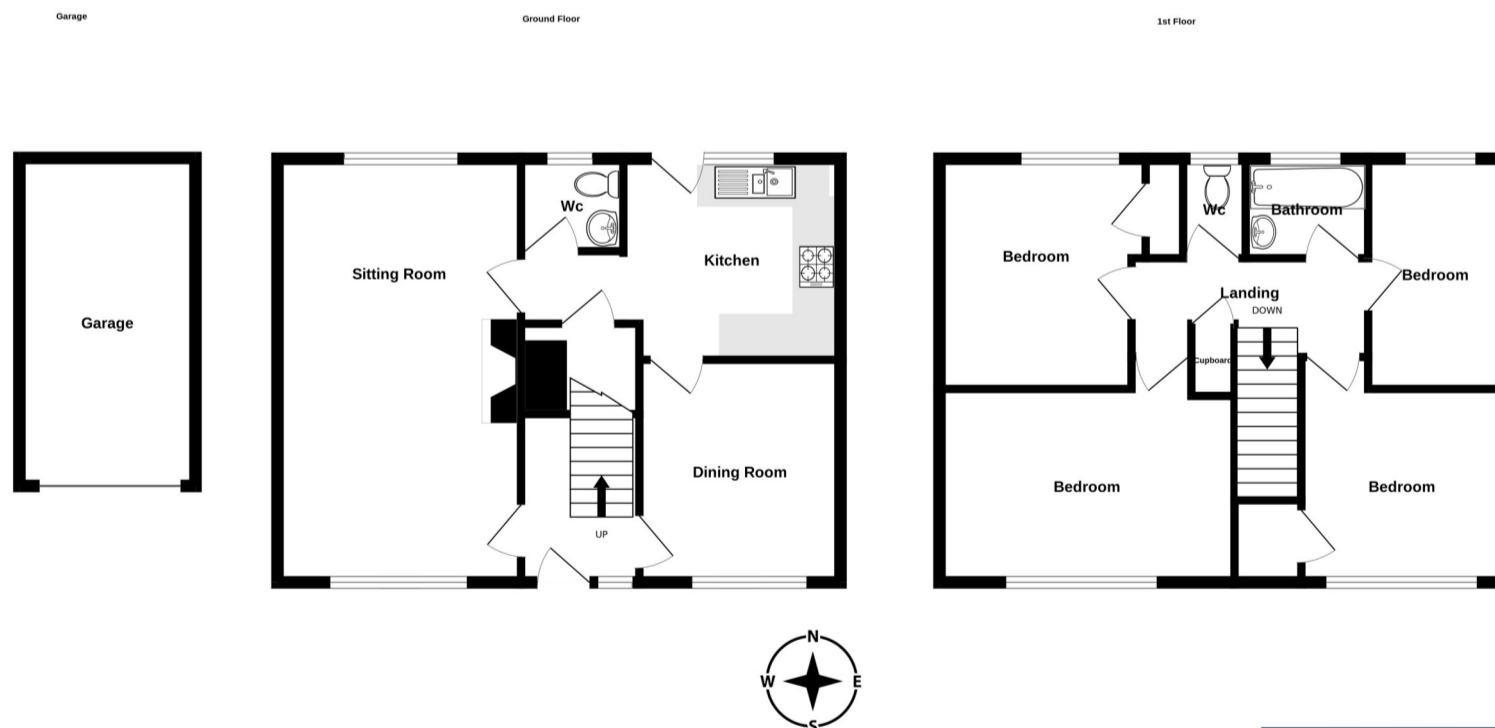 Garage
Ground Floor
1st Floor
Garage
Sitting Room
Wc
Kitchen
Dining Room
UP
Bedroom
Wc
Bathroom
Bedroom
Landing
DOWN
Cupboard
Bedroom
Bedroom
N
W
E
S